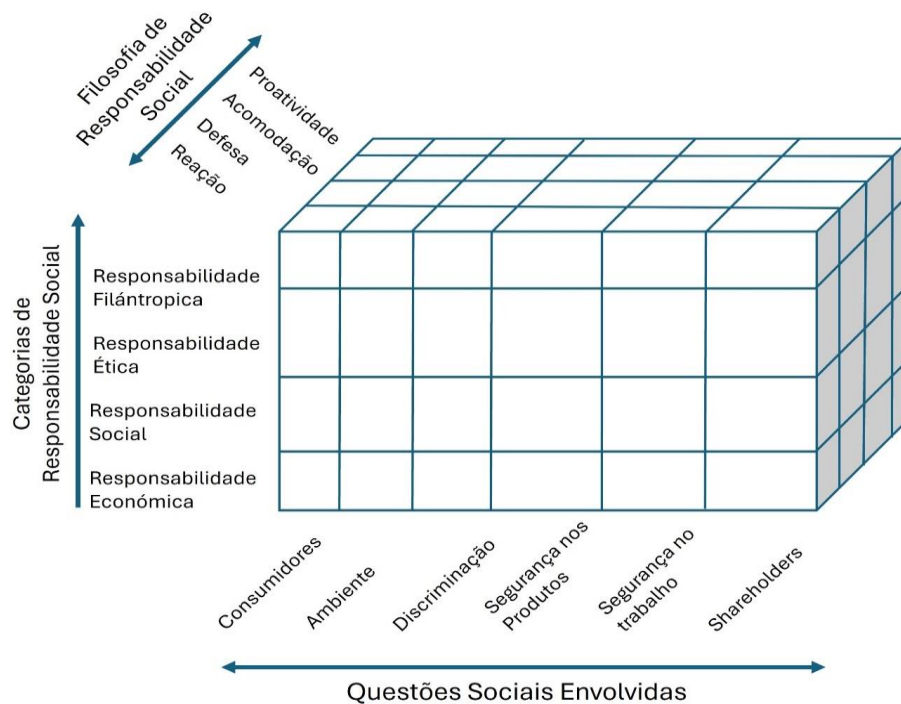 Filosofia de
Responsabilidade
Social
Proatividade
Acomodação
Defesa
Reação
Categorias de
Responsabilidade Social
Responsabilidade
Filántropica
Responsabilidade
Ética
Responsabilidade
Social
Responsabilidade
Económica
Consumidores
Ambiente
Discriminação
Segurança nos
Produtos
Segurança no
trabalho
Shareholders
Questões Sociais Envolvidas